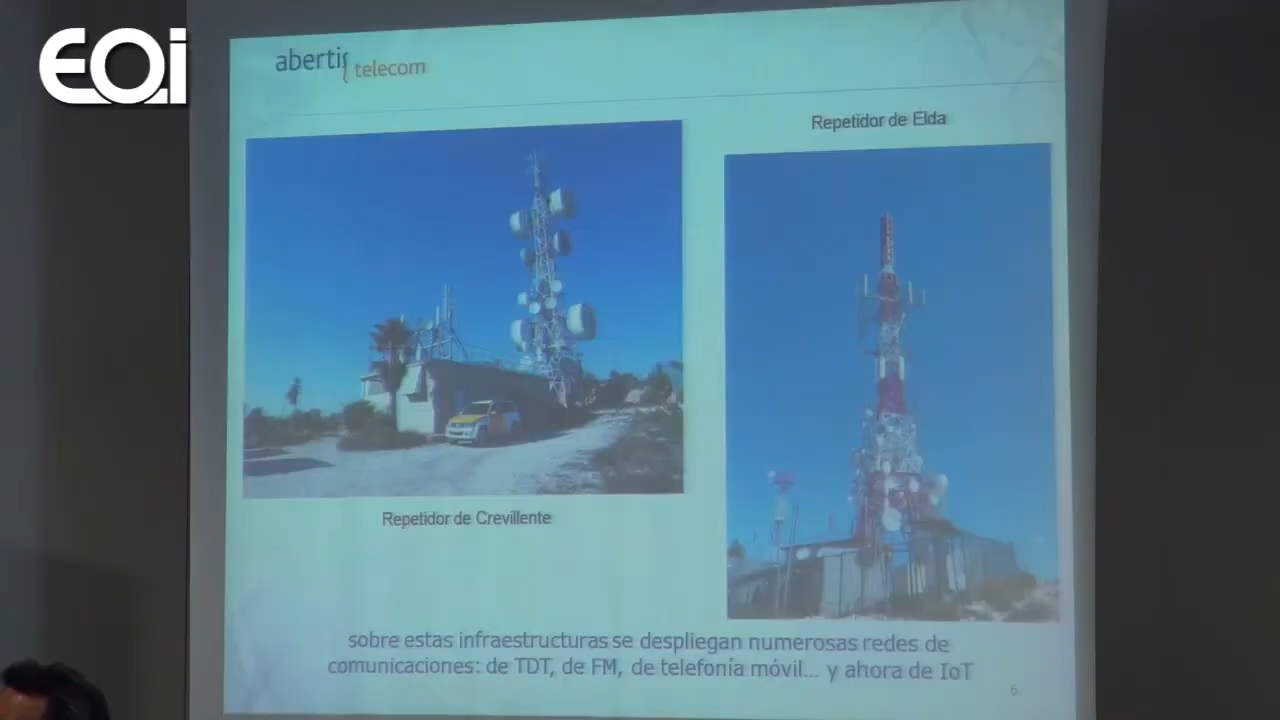 EOi
abertis telecom
Repetidor de Elda
Repetidor de Crevillente
sobre estas infraestructuras se despliegan numerosas redes de
comunicaciones: de TDT, de FM, de telefonía móvil... y ahora de IoT
6